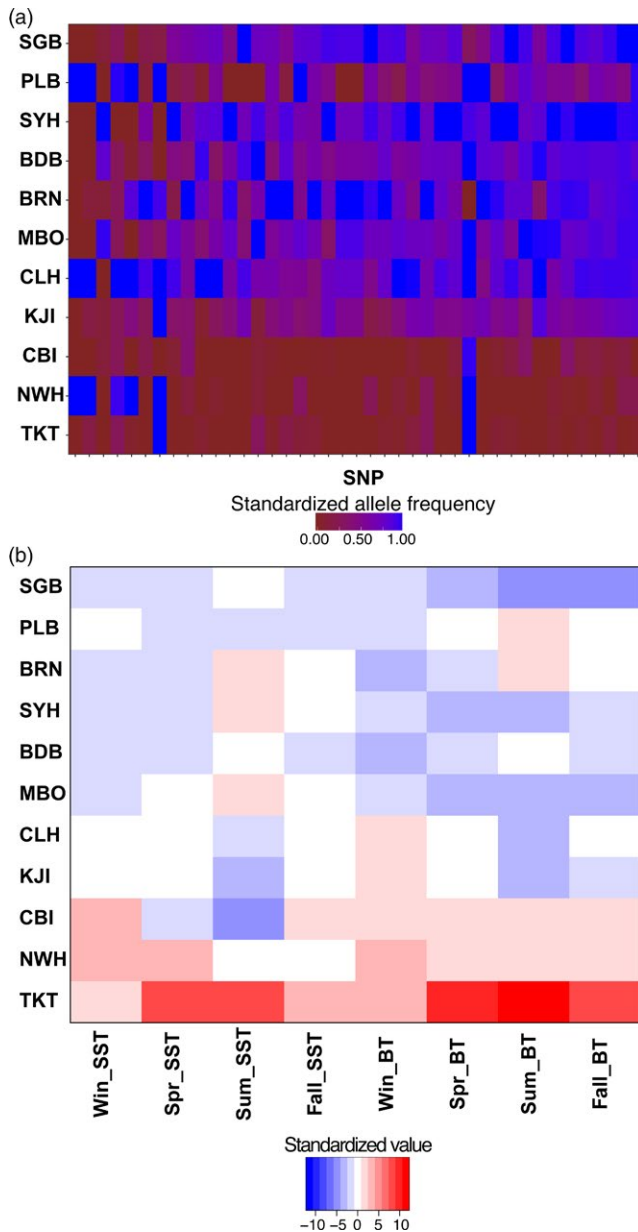 (a)
SGB
PLB
SYH
BDB
BRN
MBO
CLH
KJI
CBI
NWH
TKT
SNP
Standardized allele frequency
0.00 0.50 1.00
(b)
SGB
PLB
BRN
SYH
BDB
MBO
CLH
KJI
CBI
NWH
TKT
Win_SST Spr_SST Sum_SST Fall_SST Win_BT Spr_BT Sum_BT Fall_BT
Standardized value
−10 −5 0 5 10